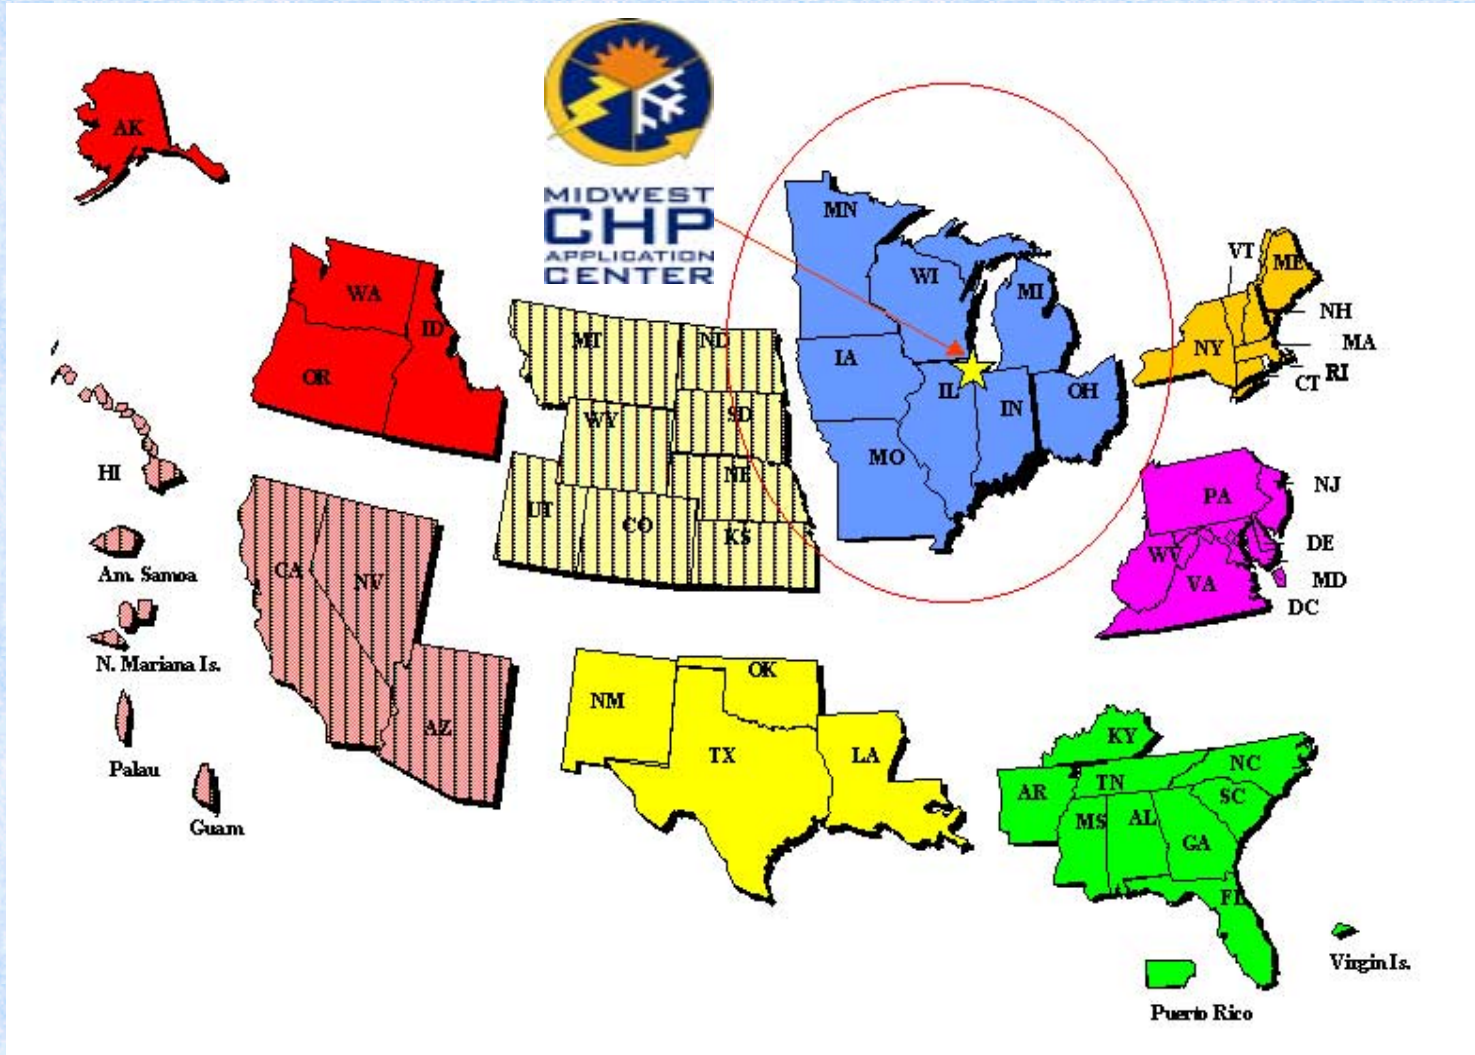 MIDWEST
CHP
APPLICATION
CENTER
AK
WA
ID
OR
HI
Am. Samoa
N. Mariana Is.
Palau
Guam
CA
NV
AZ
MT
ND
WY
SD
NE
UT
CO
KS
MN
WI
MI
IA
IL
IN
OH
MO
VT
ME
NH
NY
MA
CT
RI
PA
NJ
WV
DE
VA
MD
DC
NM
OK
TX
LA
KY
NC
AR
TN
SC
MS
AL
GA
FL
Virgin Is.
Puerto Rico